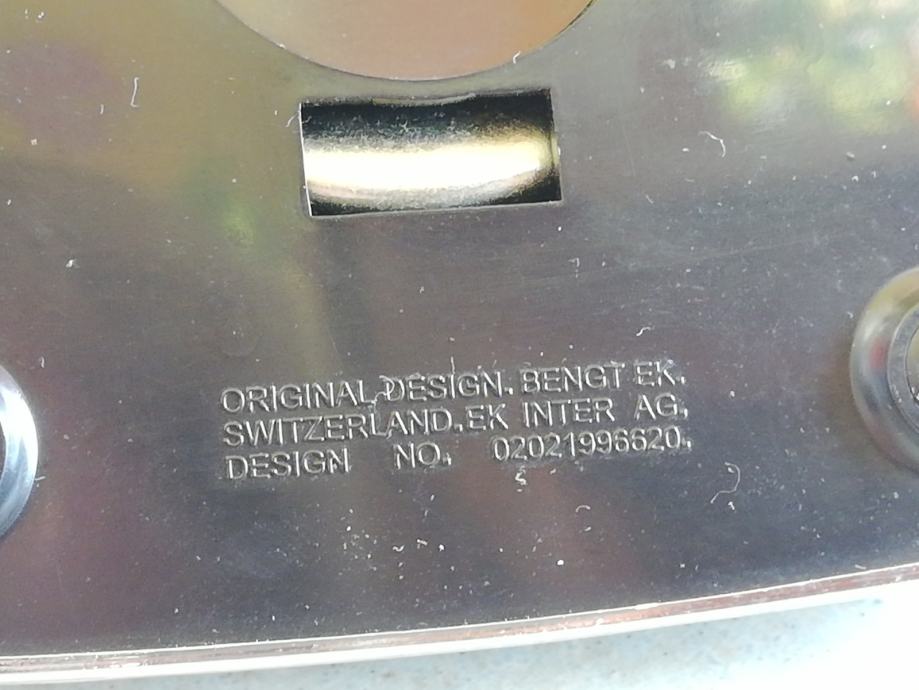 ORIGINAL DESIGN. BENGT EK.
SWITZERLAND.EK INTER AG.
DESIGN NO. 02021996620.